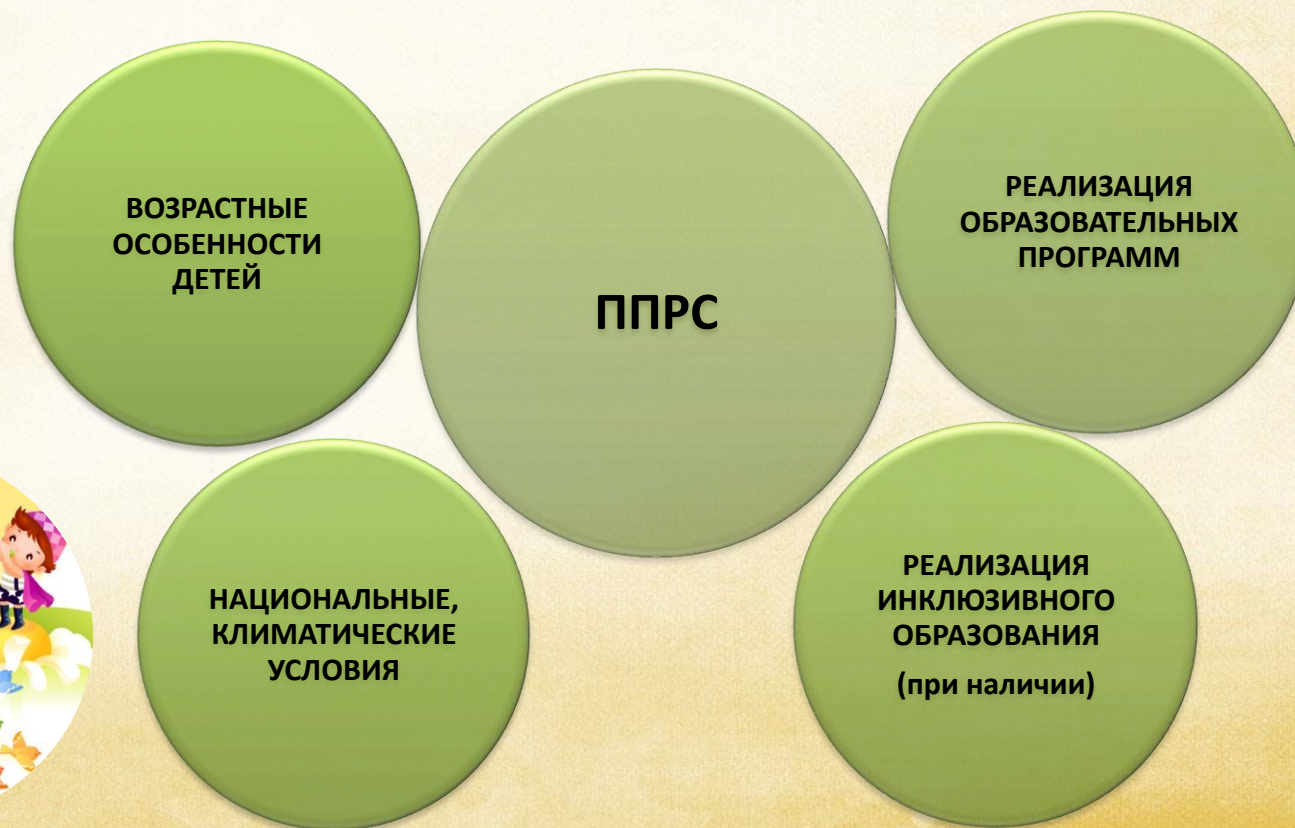 ВОЗРАСТНЫЕ
ОСОБЕННОСТИ
ДЕТЕЙ
ППРС
РЕАЛИЗАЦИЯ
ОБРАЗОВАТЕЛЬНЫХ
ПРОГРАММ
НАЦИОНАЛЬНЫЕ,
КЛИМАТИЧЕСКИЕ
УСЛОВИЯ
РЕАЛИЗАЦИЯ
ИНКЛЮЗИВНОГО
ОБРАЗОВАНИЯ
(при наличии)